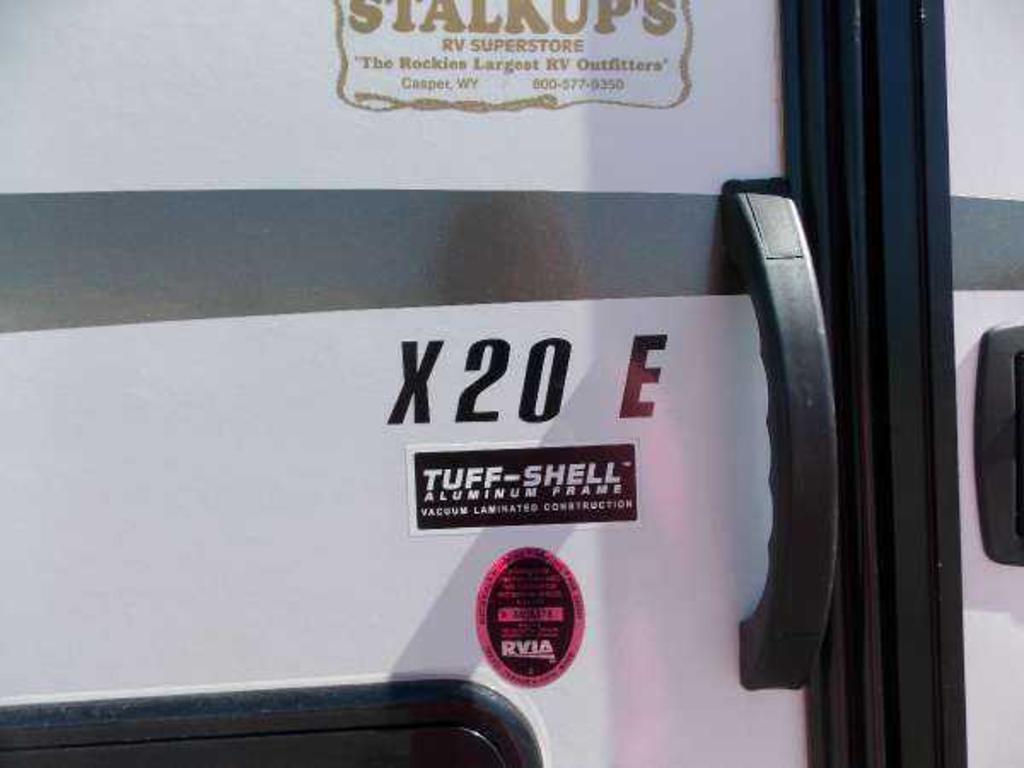 STALKUP'S
RV SUPERSTORE
"The Rockies Largest RV Outfitters"
Casper, WY 800-577-9350
X20 E
TUFF-SHELL™
ALUMINUM FRAME
VACUUM LAMINATED CONSTRUCTION
RVIA